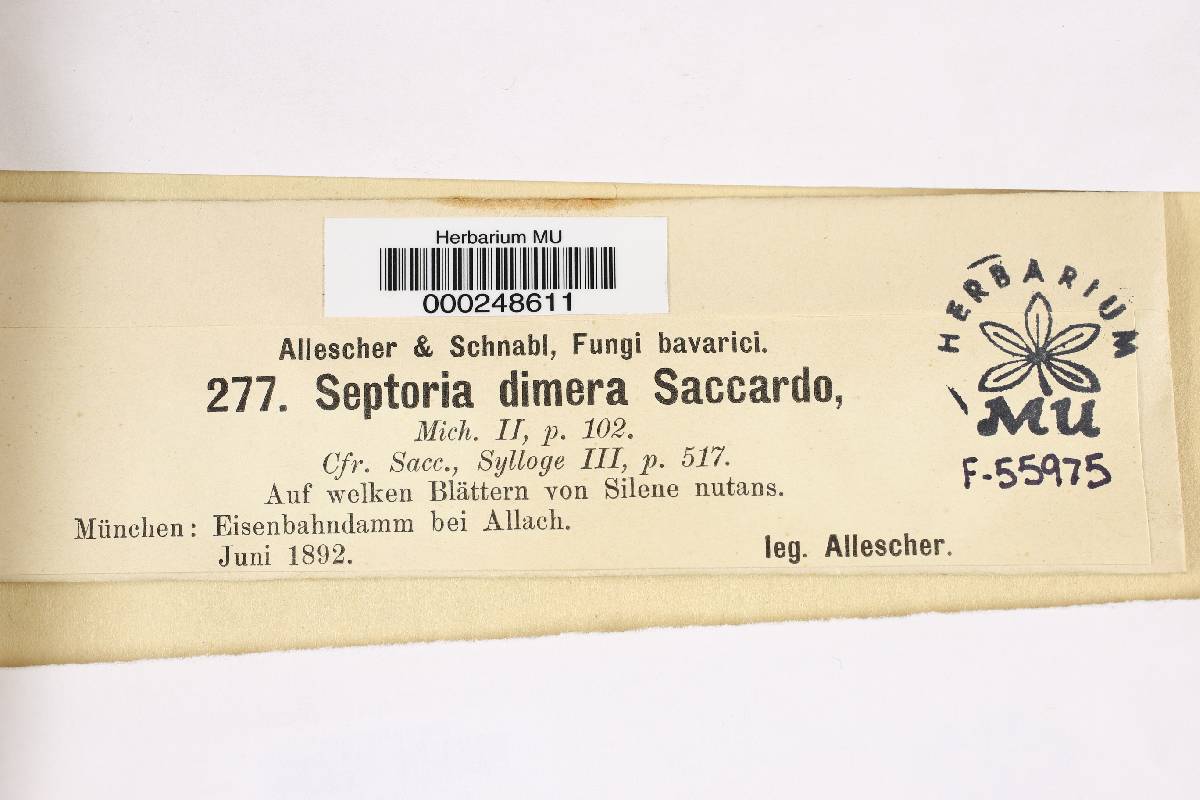 Herbarium MU
000248611
HERBARIUM
MU
F-55975
Allescher & Schnabl, Fungi bavarici.
277. Septoria dimera Saccardo,
Mich. II, p. 102.
Cfr. Sacc., Sylloge III, p. 517.
Auf welken Blättern von Silene nutans.
München: Eisenbahndamm bei Allach.
Juni 1892.
leg. Allescher.